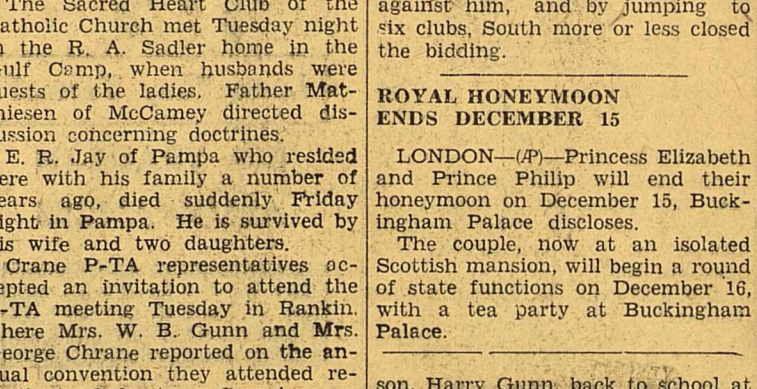 The Sacred Heart Club of the
atholic Church met Tuesday night
the R. A. Sadler home in the
ulf Camp, when husbands were
uests of the ladies. Father Mat-
iesen of McCamey directed dis-
ussion concerning doctrines.
E. R. Jay of Pampa who resided
ere with his family a number of
ears ago, died suddenly Friday
ight in Pampa. He is survived by
is wife and two daughters.
Crane P-TA representatives ac-
epted an invitation to attend the
-TA meeting Tuesday in Rankin.
here Mrs. W. B. Gunn and Mrs.
eorge Chrane reported on the an-
ual convention they attended re-
against him, and by jumping to
six clubs, South more or less closed
the bidding.
ROYAL HONEYMOON
ENDS DECEMBER 15
LONDON—(AP)—Princess Elizabeth
and Prince Philip will end their
honeymoon on December 15, Buck-
ingham Palace discloses.
The couple, now at an isolated
Scottish mansion, will begin a round
of state functions on December 16,
with a tea party at Buckingham
Palace.
son, Harry Gunn, back to school at